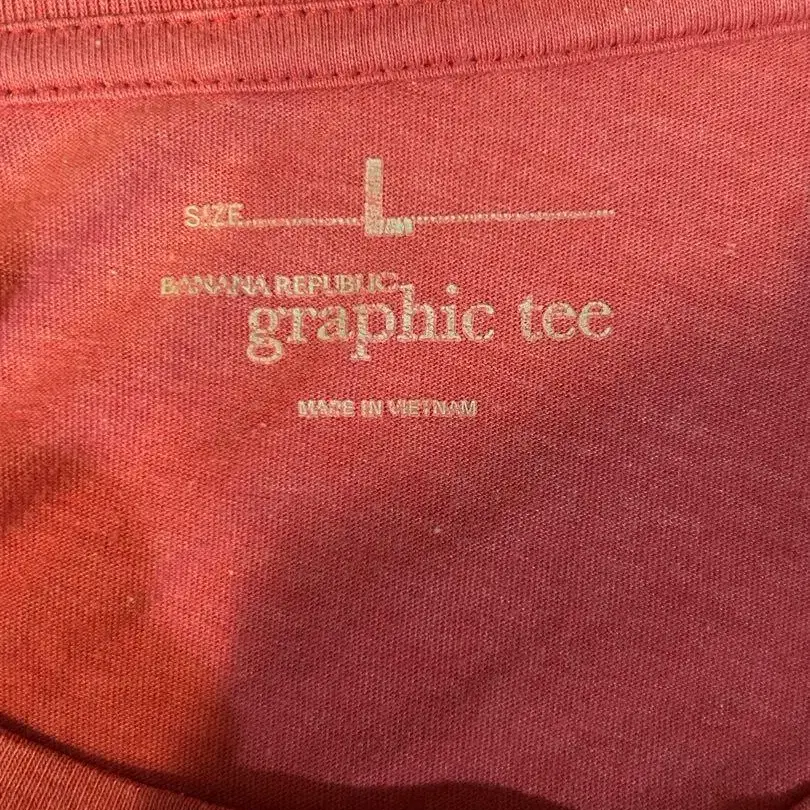 SIZE L
BANANA REPUBLIC
graphic tee
MADE IN VIETNAM